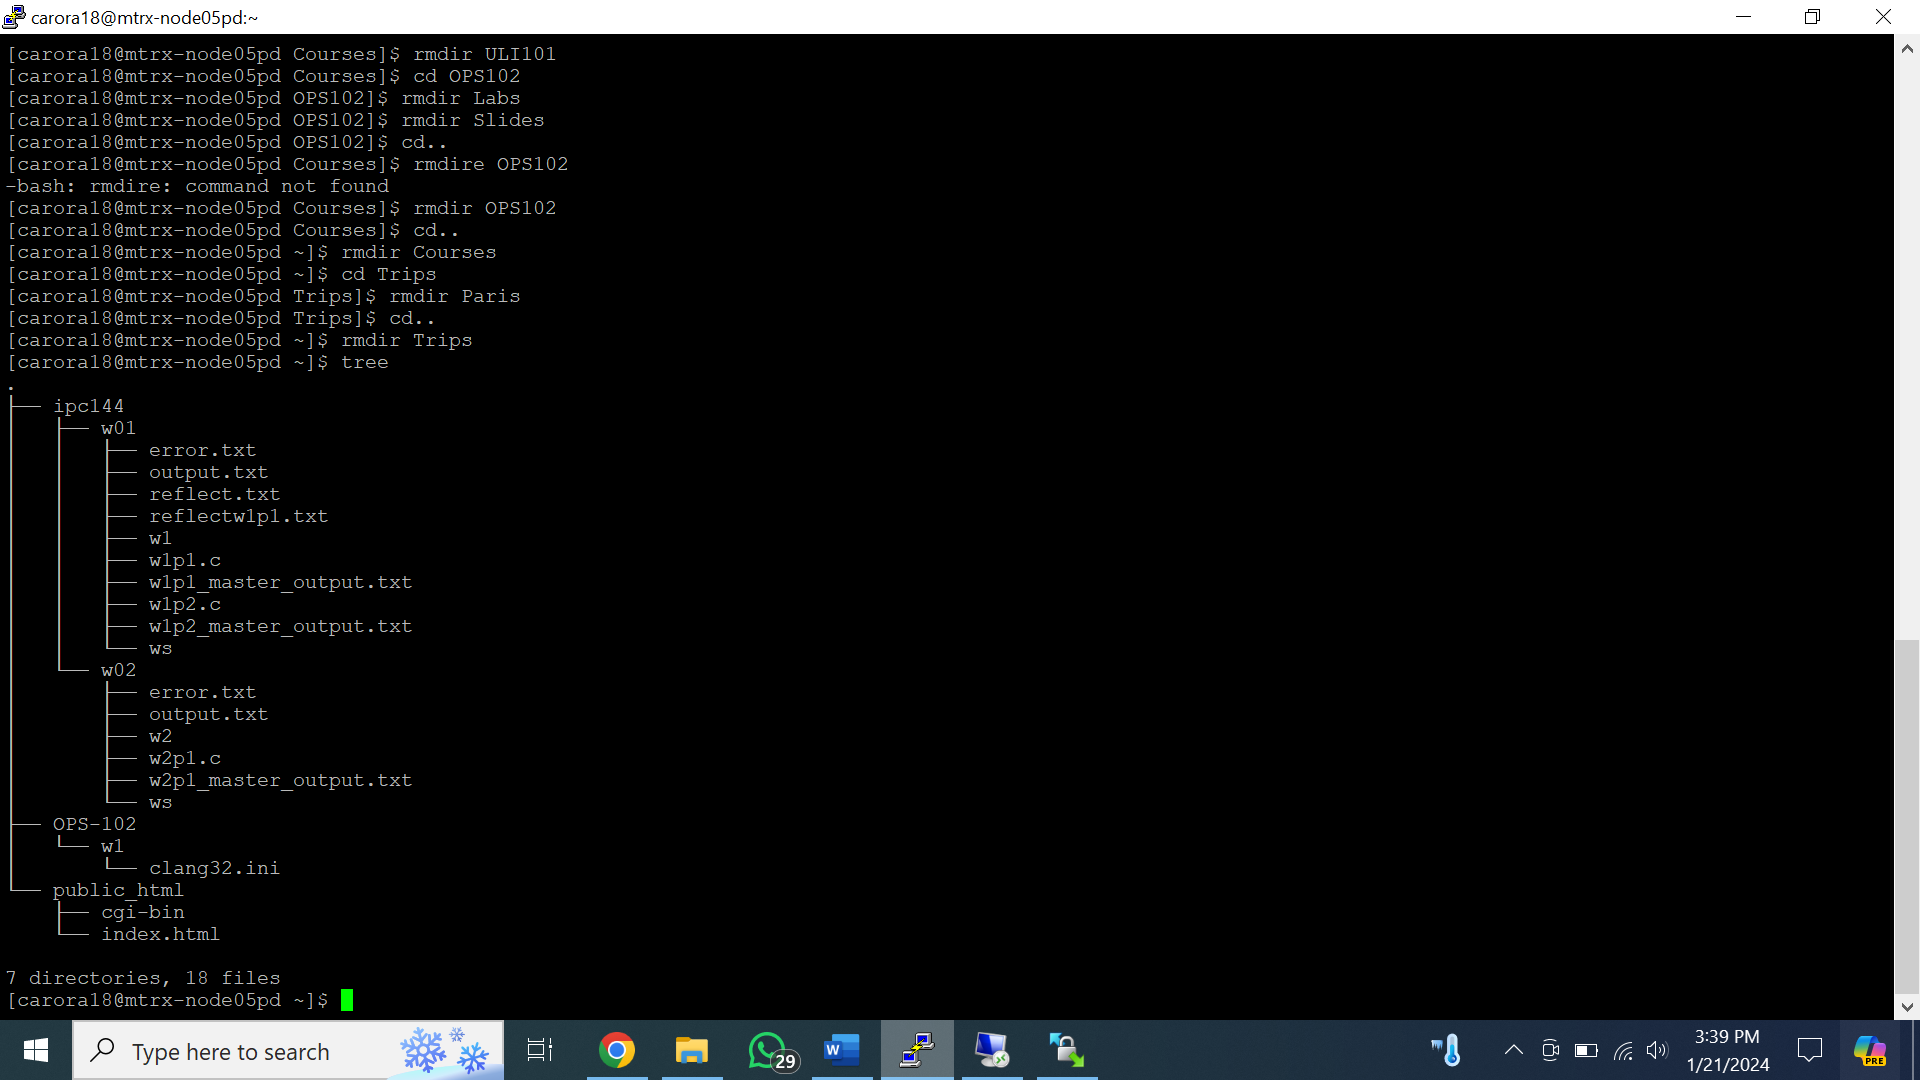 carora18@mtrx-node05pd:~
[carora18@mtrx-node05pd Courses]$ rmdir ULI101
[carora18@mtrx-node05pd Courses]$ cd OPS102
[carora18@mtrx-node05pd OPS102]$ rmdir Labs
[carora18@mtrx-node05pd OPS102]$ rmdir Slides
[carora18@mtrx-node05pd OPS102]$ cd..
[carora18@mtrx-node05pd Courses]$ rmdire OPS102
-bash: rmdire: command not found
[carora18@mtrx-node05pd Courses]$ rmdir OPS102
[carora18@mtrx-node05pd Courses]$ cd..
[carora18@mtrx-node05pd ~]$ rmdir Courses
[carora18@mtrx-node05pd ~]$ cd Trips
[carora18@mtrx-node05pd Trips]$ rmdir Paris
[carora18@mtrx-node05pd Trips]$ cd..
[carora18@mtrx-node05pd ~]$ rmdir Trips
[carora18@mtrx-node05pd ~]$ tree
.
├── ipc144
│   ├── w01
│   │   ├── error.txt
│   │   ├── output.txt
│   │   ├── reflect.txt
│   │   ├── reflectw1p1.txt
│   │   ├── w1
│   │   ├── w1p1.c
│   │   ├── w1p1_master_output.txt
│   │   ├── w1p2.c
│   │   ├── w1p2_master_output.txt
│   │   └── ws
│   └── w02
│       ├── error.txt
│       ├── output.txt
│       ├── w2
│       ├── w2p1.c
│       ├── w2p1_master_output.txt
│       └── ws
├── OPS-102
│   └── w1
│       └── clang32.ini
└── public_html
    ├── cgi-bin
    └── index.html
7 directories, 18 files
[carora18@mtrx-node05pd ~]$
Type here to search
29
W
3:39 PM
1/21/2024
PRE